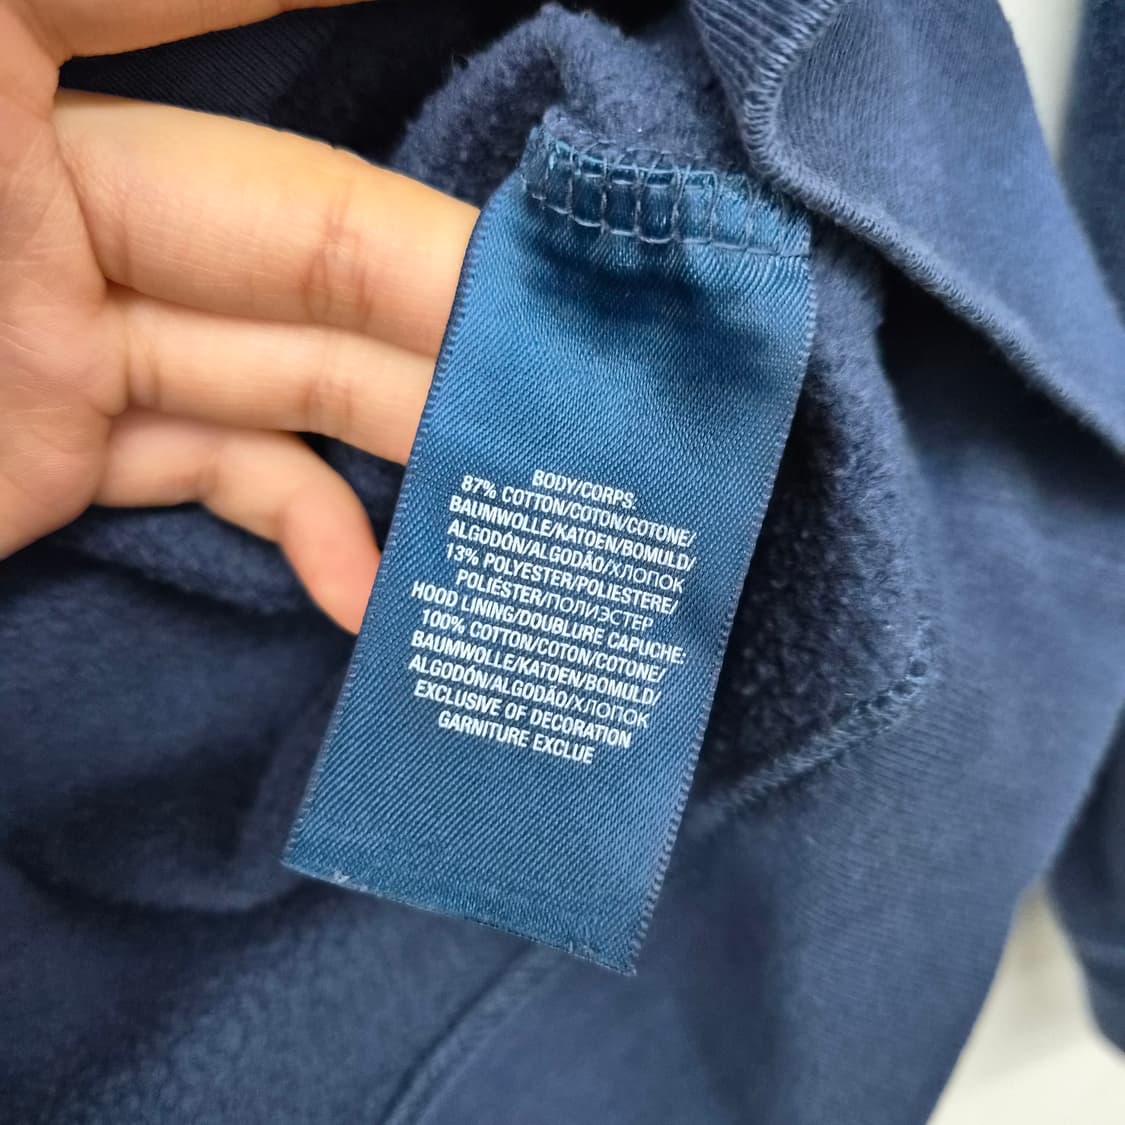 BODY/CORPS.
87% COTTON/COTON/COTONE/
BAUMWOLLE/KATOEN/BOMULD/
ALGODÓN/ALGODÃO/ХЛОПОК
13% POLYESTER/POLIESTERE/
POLIÉSTER/ПОЛИЭСТЕР
HOOD LINING/DOUBLURE CAPUCHE:
100% COTTON/COTON/COTONE/
BAUMWOLLE/KATOEN/BOMULD/
ALGODÓN/ALGODÃO/ХЛОПОК
EXCLUSIVE OF DECORATION
GARNITURE EXCLUE